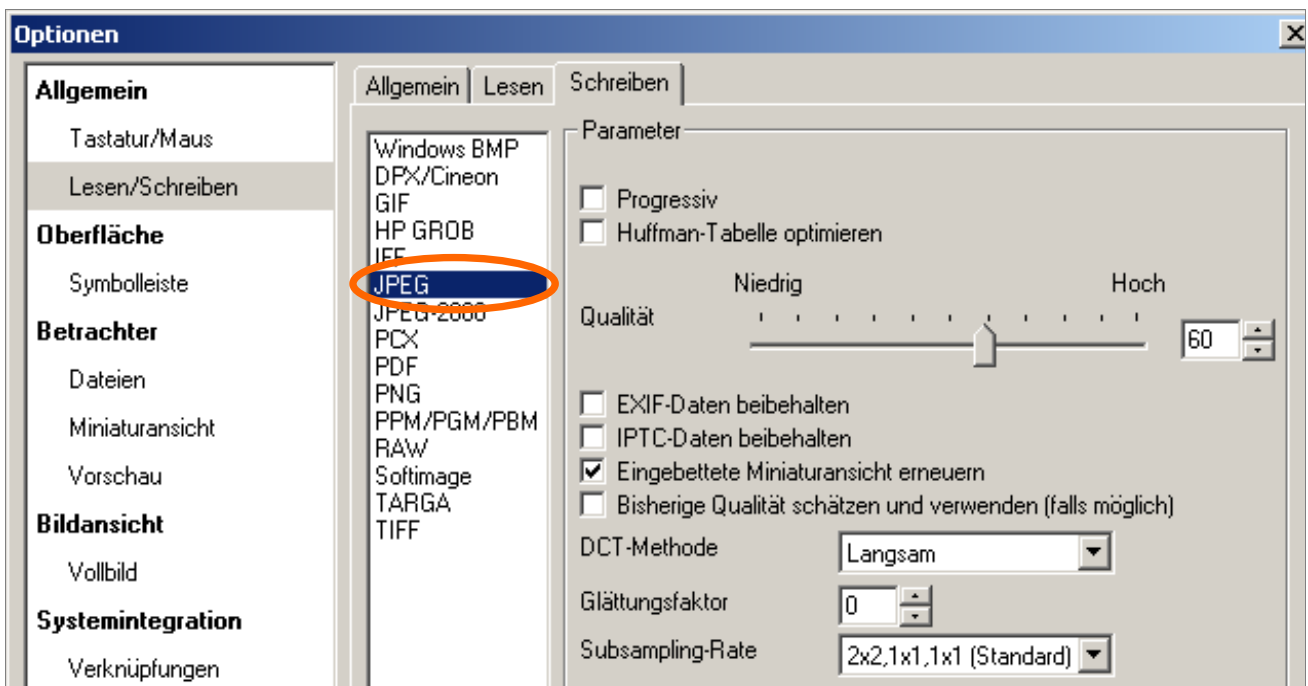 Optionen
Allgemein
Tastatur/Maus
Lesen/Schreiben
Oberfläche
Symbolleiste
Betrachter
Dateien
Miniaturansicht
Vorschau
Bildansicht
Vollbild
Systemintegration
Verknüpfungen
Allgemein Lesen Schreiben
Windows BMP
DPX/Cineon
GIF
HP GROB
IFF
JPEG
JPEG-2000
PCX
PDF
PNG
PPM/PGM/PBM
RAW
Softimage
TARGA
TIFF
Parameter
Progressiv
Huffman-Tabelle optimieren
Niedrig Hoch
Qualität 60
EXIF-Daten beibehalten
IPTC-Daten beibehalten
Eingebettete Miniaturansicht erneuern
Bisherige Qualität schätzen und verwenden (falls möglich)
DCT-Methode Langsam
Glättungsfaktor 0
Subsampling-Rate 2x2,1x1,1x1 (Standard)